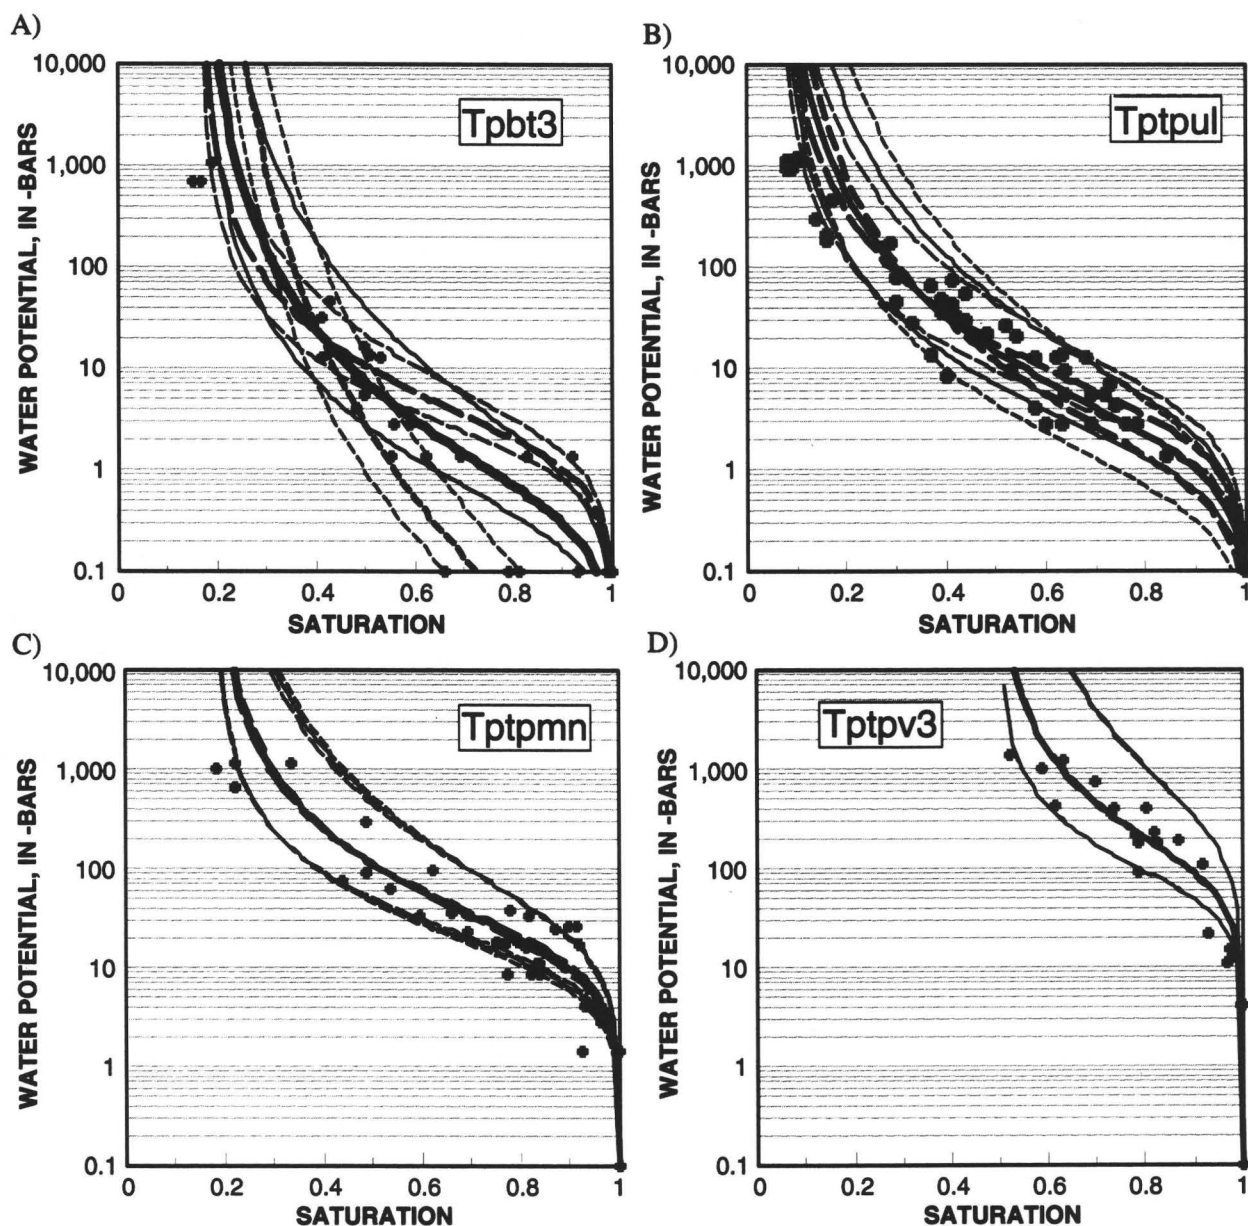 A)
10,000
1,000
100
10
1
0.1
WATER POTENTIAL, IN -BARS
Tpbt3
0 0.2 0.4 0.6 0.8 1
SATURATION
B)
10,000
1,000
100
10
1
0.1
WATER POTENTIAL, IN -BARS
Tptpul
0 0.2 0.4 0.6 0.8 1
SATURATION
C)
10,000
1,000
100
10
1
0.1
WATER POTENTIAL, IN -BARS
Tptpmn
0 0.2 0.4 0.6 0.8 1
SATURATION
D)
10,000
1,000
100
10
1
0.1
WATER POTENTIAL, IN -BARS
Tptpv3
0 0.2 0.4 0.6 0.8 1
SATURATION